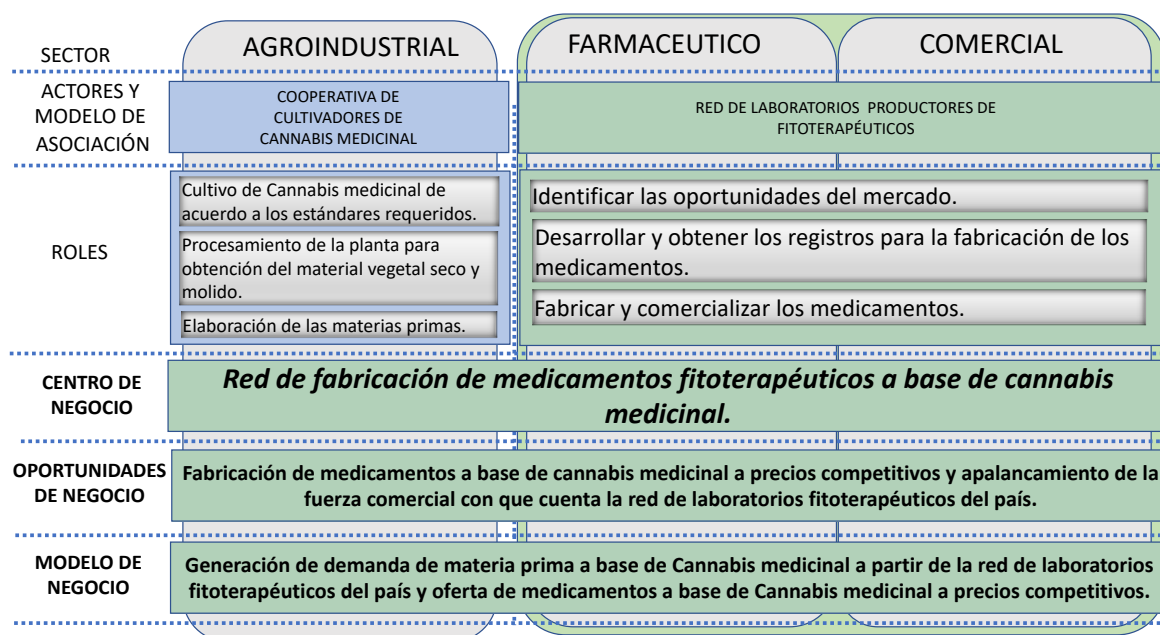 SECTOR
AGROINDUSTRIAL
FARMACEUTICO
COMERCIAL
ACTORES Y
MODELO DE
ASOCIACIÓN
COOPERATIVA DE
CULTIVADORES DE
CANNABIS MEDICINAL
RED DE LABORATORIOS PRODUCTORES DE
FITOTERAPÉUTICOS
ROLES
Cultivo de Cannabis medicinal de
acuerdo a los estándares requeridos.
Procesamiento de la planta para
obtención del material vegetal seco y
molido.
Elaboración de las materias primas.
Identificar las oportunidades del mercado.
Desarrollar y obtener los registros para la fabricación de los
medicamentos.
Fabricar y comercializar los medicamentos.
CENTRO DE
NEGOCIO
Red de fabricación de medicamentos fitoterapéuticos a base de cannabis
medicinal.
OPORTUNIDADES
DE NEGOCIO
Fabricación de medicamentos a base de cannabis medicinal a precios competitivos y apalancamiento de la
fuerza comercial con que cuenta la red de laboratorios fitoterapéuticos del país.
MODELO DE
NEGOCIO
Generación de demanda de materia prima a base de Cannabis medicinal a partir de la red de laboratorios
fitoterapéuticos del país y oferta de medicamentos a base de Cannabis medicinal a precios competitivos.